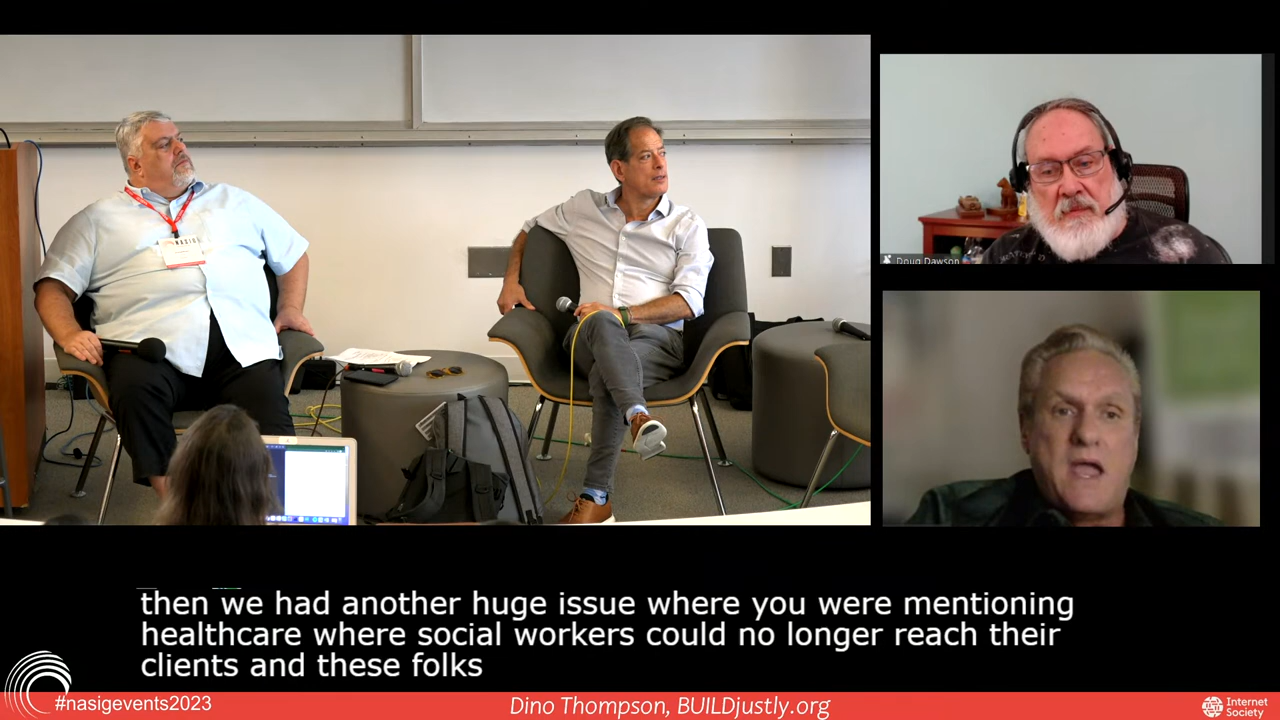 NASIG
Doug Dawson
then we had another huge issue where you were mentioning
healthcare where social workers could no longer reach their
clients and these folks
#nasigevents2023
Dino Thompson, BUILDjustly.org
Internet
Society